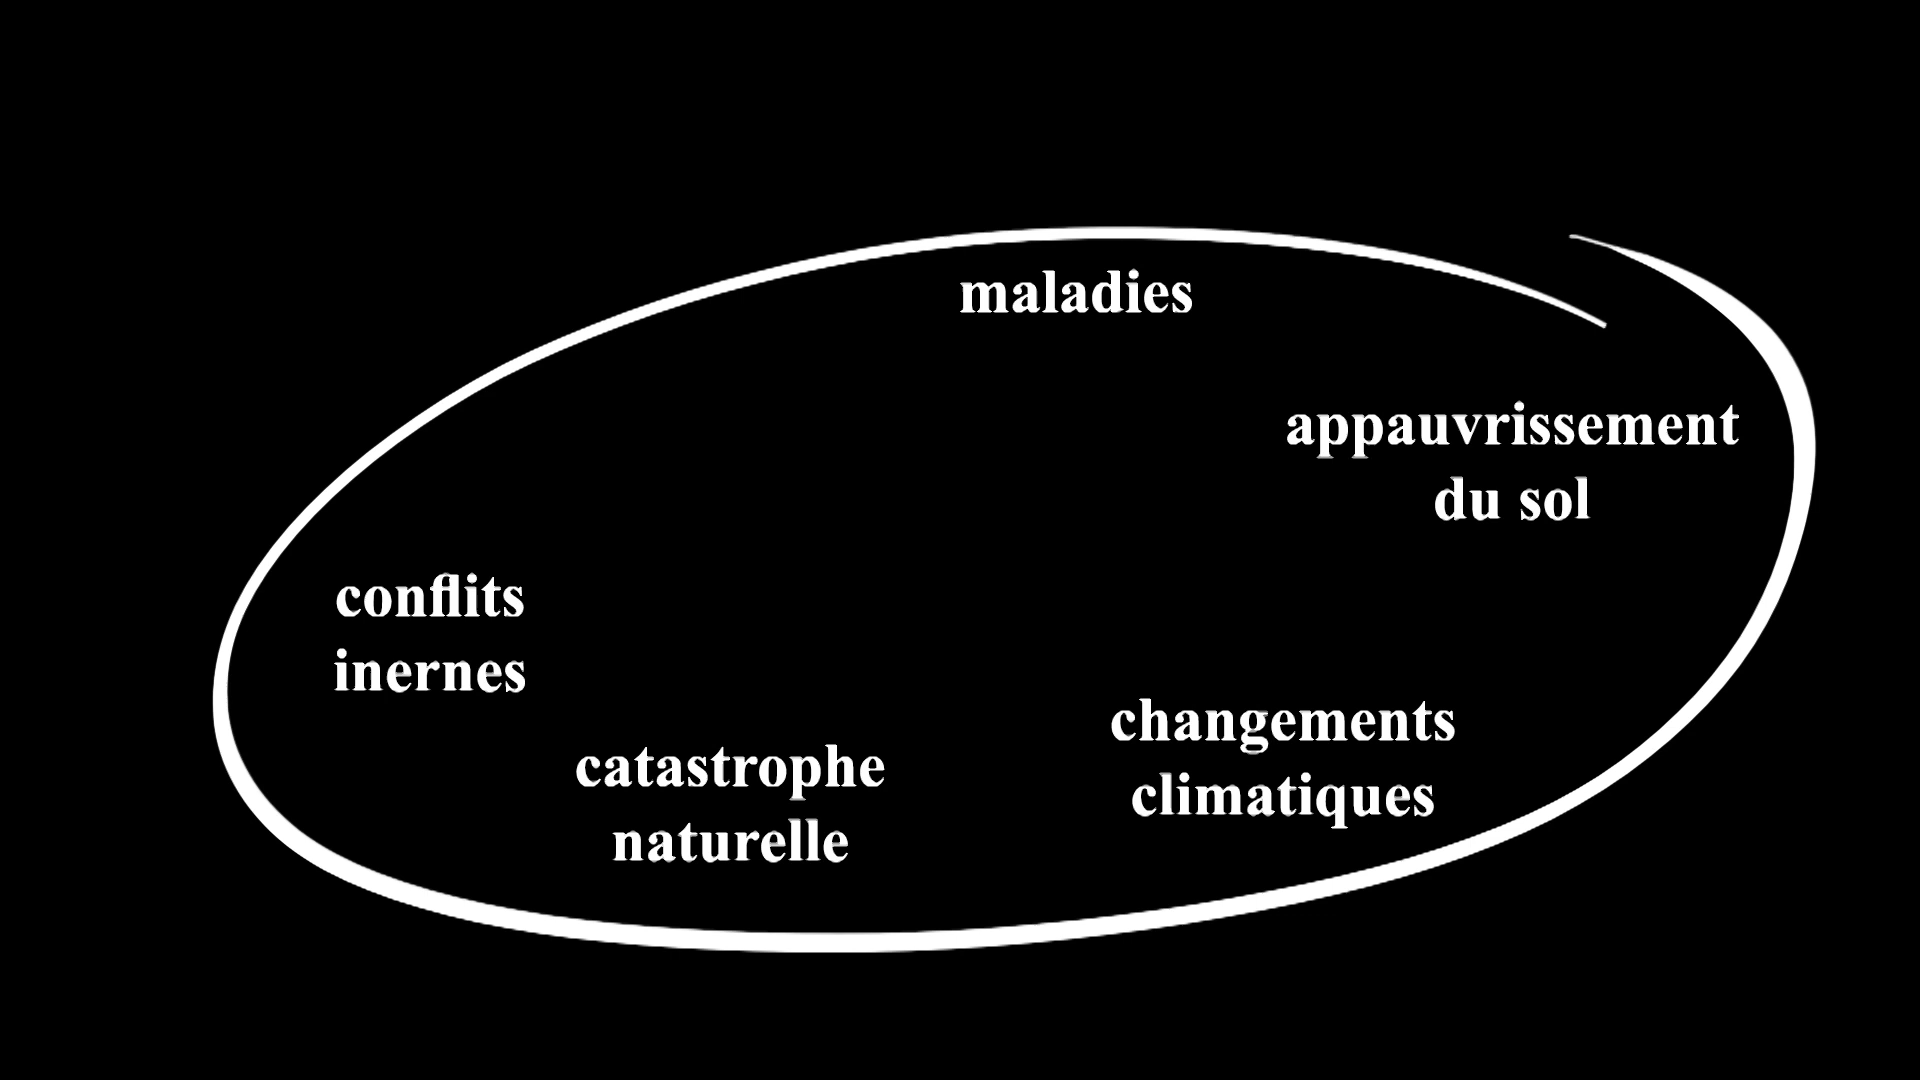 maladies
appauvrissement
du sol
conflits
inernes
catastrophe
naturelle
changements
climatiques